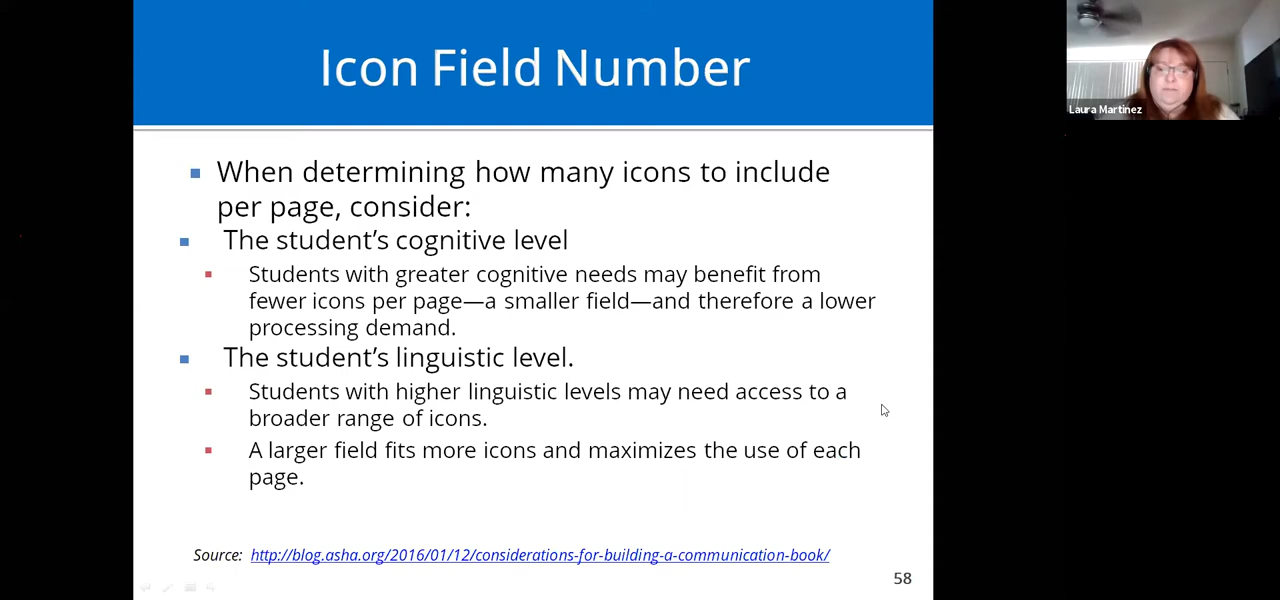 Icon Field Number
Laura Martinez
When determining how many icons to include
per page, consider:
The student’s cognitive level
Students with greater cognitive needs may benefit from
fewer icons per page—a smaller field—and therefore a lower
processing demand.
The student’s linguistic level.
Students with higher linguistic levels may need access to a
broader range of icons.
A larger field fits more icons and maximizes the use of each
page.
Source: http://blog.asha.org/2016/01/12/considerations-for-building-a-communication-book/
58